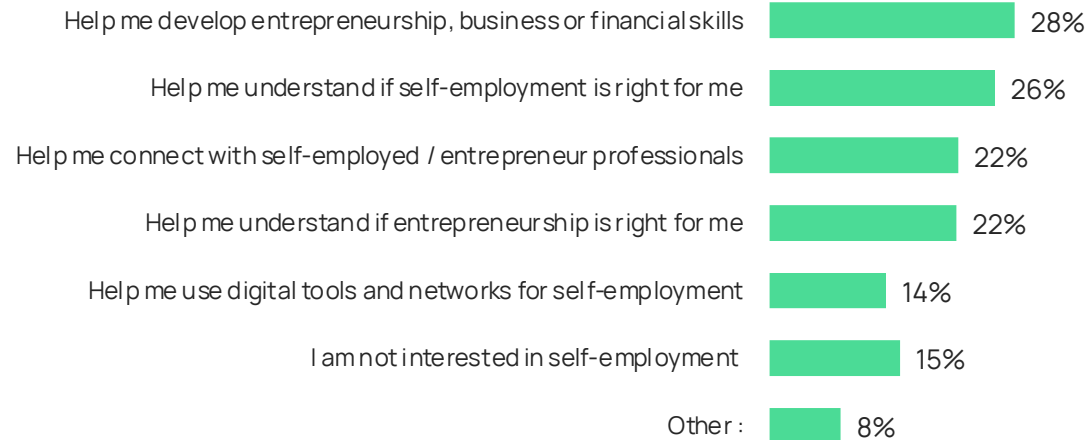 Help me develop entrepreneurship, business or financial skills 28%
Help me understand if self-employment is right for me 26%
Help me connect with self-employed / entrepreneur professionals 22%
Help me understand if entrepreneurship is right for me 22%
Help me use digital tools and networks for self-employment 14%
I am not interested in self-employment 15%
Other : 8%